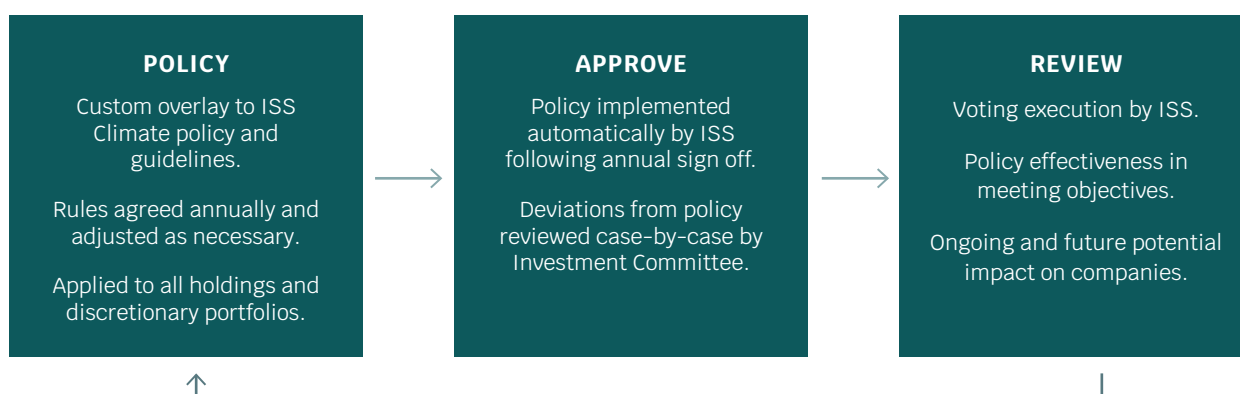 POLICY
Custom overlay to ISS
Climate policy and
guidelines.
Rules agreed annually and
adjusted as necessary.
Applied to all holdings and
discretionary portfolios.
APPROVE
Policy implemented
automatically by ISS
following annual sign off.
Deviations from policy
reviewed case-by-case by
Investment Committee.
REVIEW
Voting execution by ISS.
Policy effectiveness in
meeting objectives.
Ongoing and future potential
impact on companies.